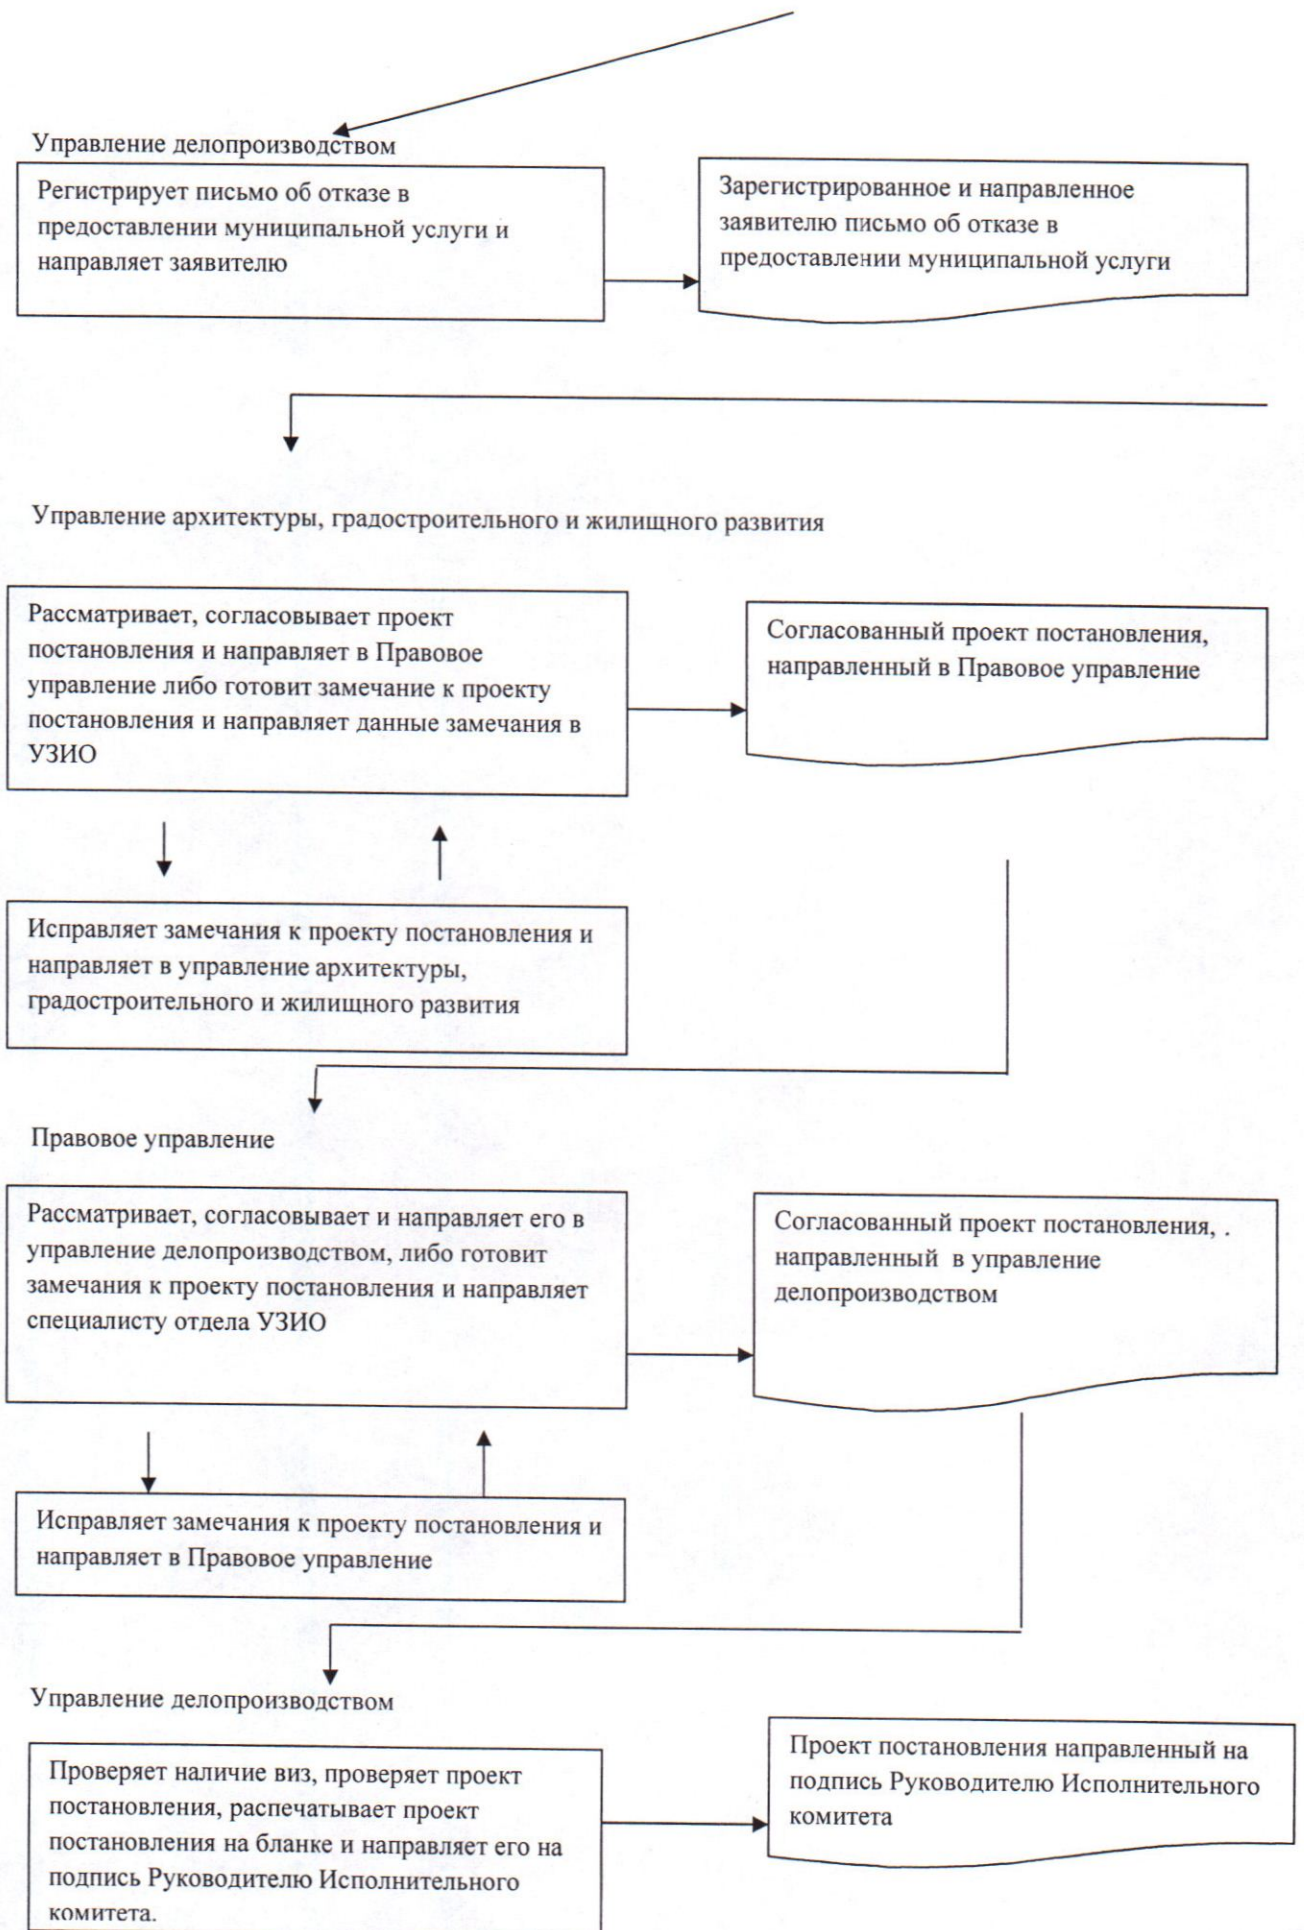 Управление делопроизводством
Регистрирует письмо об отказе в
предоставлении муниципальной услуги и
направляет заявителю
Зарегистрированное и направленное
заявителю письмо об отказе в
предоставлении муниципальной услуги
Управление архитектуры, градостроительного и жилищного развития
Рассматривает, согласовывает проект
постановления и направляет в Правовое
управление либо готовит замечание к проекту
постановления и направляет данные замечания в
УЗИО
Согласованный проект постановления,
направленный в Правовое управление
Исправляет замечания к проекту постановления и
направляет в управление архитектуры,
градостроительного и жилищного развития
Правовое управление
Рассматривает, согласовывает и направляет его в
управление делопроизводством, либо готовит
замечания к проекту постановления и направляет
специалисту отдела УЗИО
Согласованный проект постановления, .
направленный в управление
делопроизводством
Исправляет замечания к проекту постановления и
направляет в Правовое управление
Управление делопроизводством
Проверяет наличие виз, проверяет проект
постановления, распечатывает проект
постановления на бланке и направляет его на
подпись Руководителю Исполнительного
комитета.
Проект постановления направленный на
подпись Руководителю Исполнительного
комитета